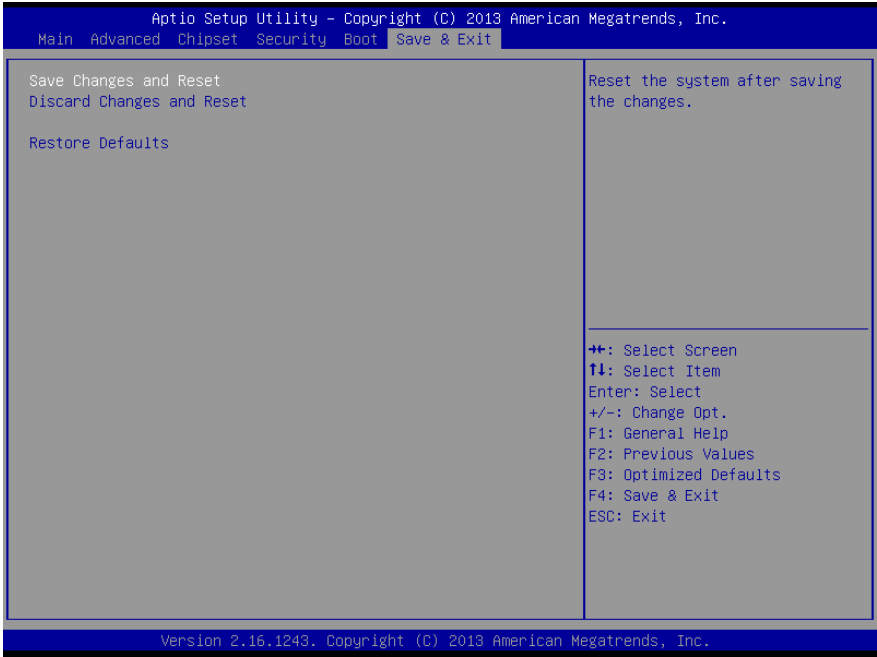 Aptio Setup Utility – Copyright (C) 2013 American Megatrends, Inc.
Main Advanced Chipset Security Boot Save & Exit
Save Changes and Reset
Discard Changes and Reset
Restore Defaults
Reset the system after saving
the changes.
→←: Select Screen
↑↓: Select Item
Enter: Select
+/-: Change Opt.
F1: General Help
F2: Previous Values
F3: Optimized Defaults
F4: Save & Exit
ESC: Exit
Version 2.16.1243. Copyright (C) 2013 American Megatrends, Inc.